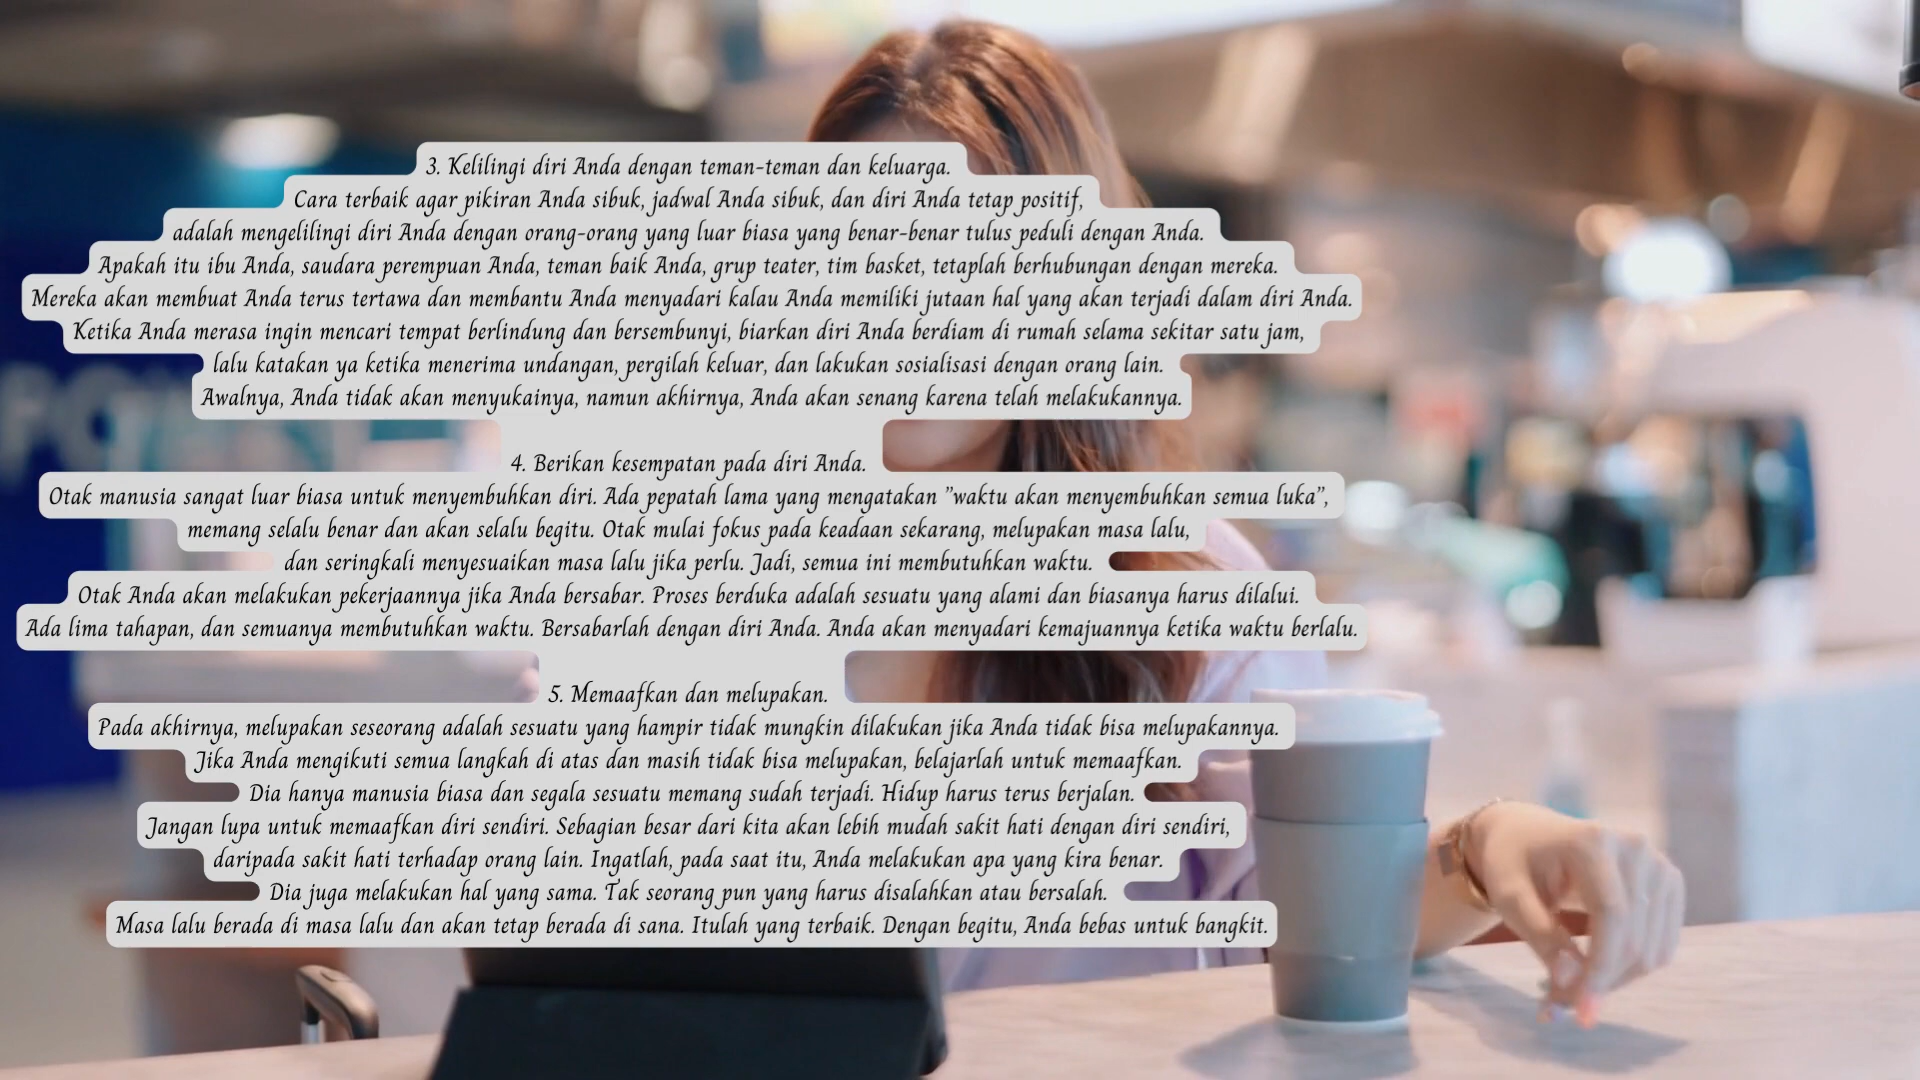 3. Kelilingi diri Anda dengan teman-teman dan keluarga.
Cara terbaik agar pikiran Anda sibuk, jadwal Anda sibuk, dan diri Anda tetap positif,
adalah mengelilingi diri Anda dengan orang-orang yang luar biasa yang benar-benar tulus peduli dengan Anda.
Apakah itu ibu Anda, saudara perempuan Anda, teman baik Anda, grup teater, tim basket, tetaplah berhubungan dengan mereka.
Mereka akan membuat Anda terus tertawa dan membantu Anda menyadari kalau Anda memiliki jutaan hal yang akan terjadi dalam diri Anda.
Ketika Anda merasa ingin mencari tempat berlindung dan bersembunyi, biarkan diri Anda berdiam di rumah selama sekitar satu jam,
lalu katakan ya ketika menerima undangan, pergilah keluar, dan lakukan sosialisasi dengan orang lain.
Awalnya, Anda tidak akan menyukainya, namun akhirnya, Anda akan senang karena telah melakukannya.
4. Berikan kesempatan pada diri Anda.
Otak manusia sangat luar biasa untuk menyembuhkan diri. Ada pepatah lama yang mengatakan "waktu akan menyembuhkan semua luka",
memang selalu benar dan akan selalu begitu. Otak mulai fokus pada keadaan sekarang, melupakan masa lalu,
dan seringkali menyesuaikan masa lalu jika perlu. Jadi, semua ini membutuhkan waktu.
Otak Anda akan melakukan pekerjaannya jika Anda bersabar. Proses berduka adalah sesuatu yang alami dan biasanya harus dilalui.
Ada lima tahapan, dan semuanya membutuhkan waktu. Bersabarlah dengan diri Anda. Anda akan menyadari kemajuannya ketika waktu berlalu.
5. Memaafkan dan melupakan.
Pada akhirnya, melupakan seseorang adalah sesuatu yang hampir tidak mungkin dilakukan jika Anda tidak bisa melupakannya.
Jika Anda mengikuti semua langkah di atas dan masih tidak bisa melupakan, belajarlah untuk memaafkan.
Dia hanya manusia biasa dan segala sesuatu memang sudah terjadi. Hidup harus terus berjalan.
Jangan lupa untuk memaafkan diri sendiri. Sebagian besar dari kita akan lebih mudah sakit hati dengan diri sendiri,
daripada sakit hati terhadap orang lain. Ingatlah, pada saat itu, Anda melakukan apa yang kira benar.
Dia juga melakukan hal yang sama. Tak seorang pun yang harus disalahkan atau bersalah.
Masa lalu berada di masa lalu dan akan tetap berada di sana. Itulah yang terbaik. Dengan begitu, Anda bebas untuk bangkit.